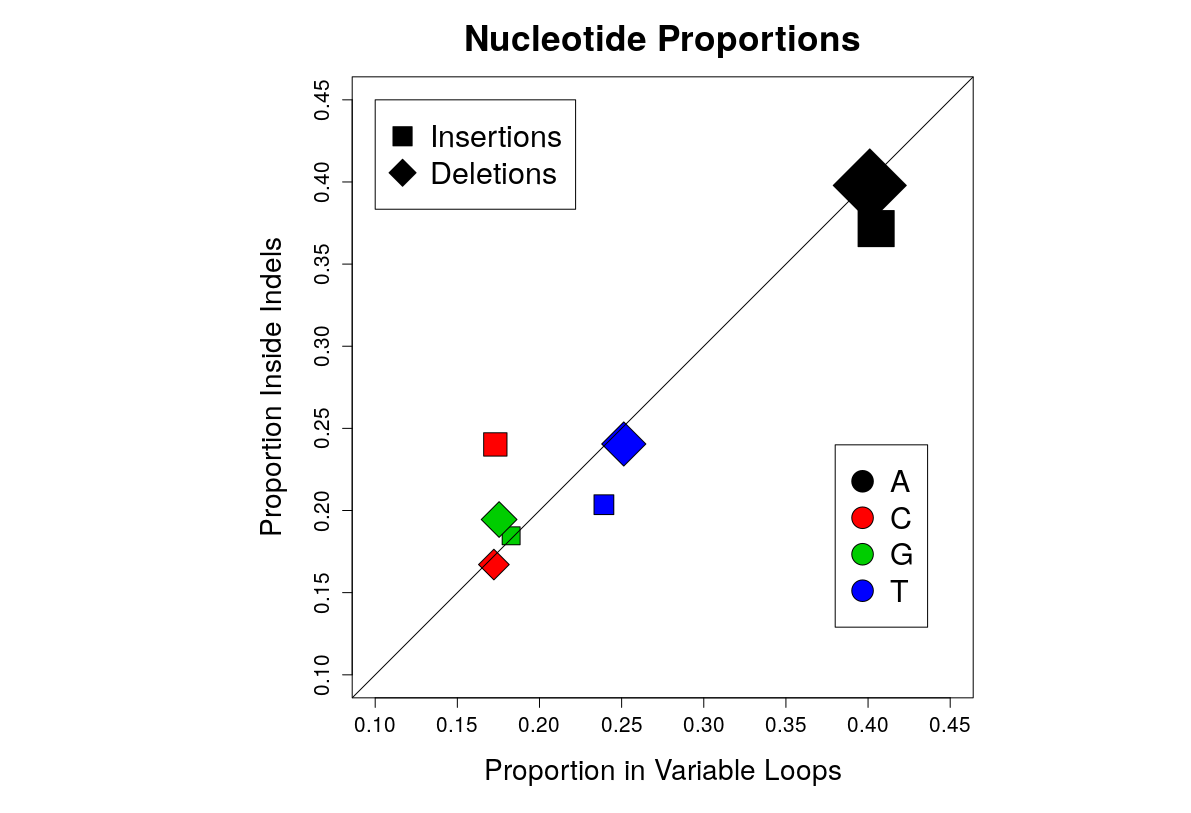 Nucleotide Proportions
Insertions
Deletions
Proportion Inside Indels
0.45
0.40
0.35
0.30
0.25
0.20
0.15
0.10
A
C
G
T
0.10 0.15 0.20 0.25 0.30 0.35 0.40 0.45
Proportion in Variable Loops